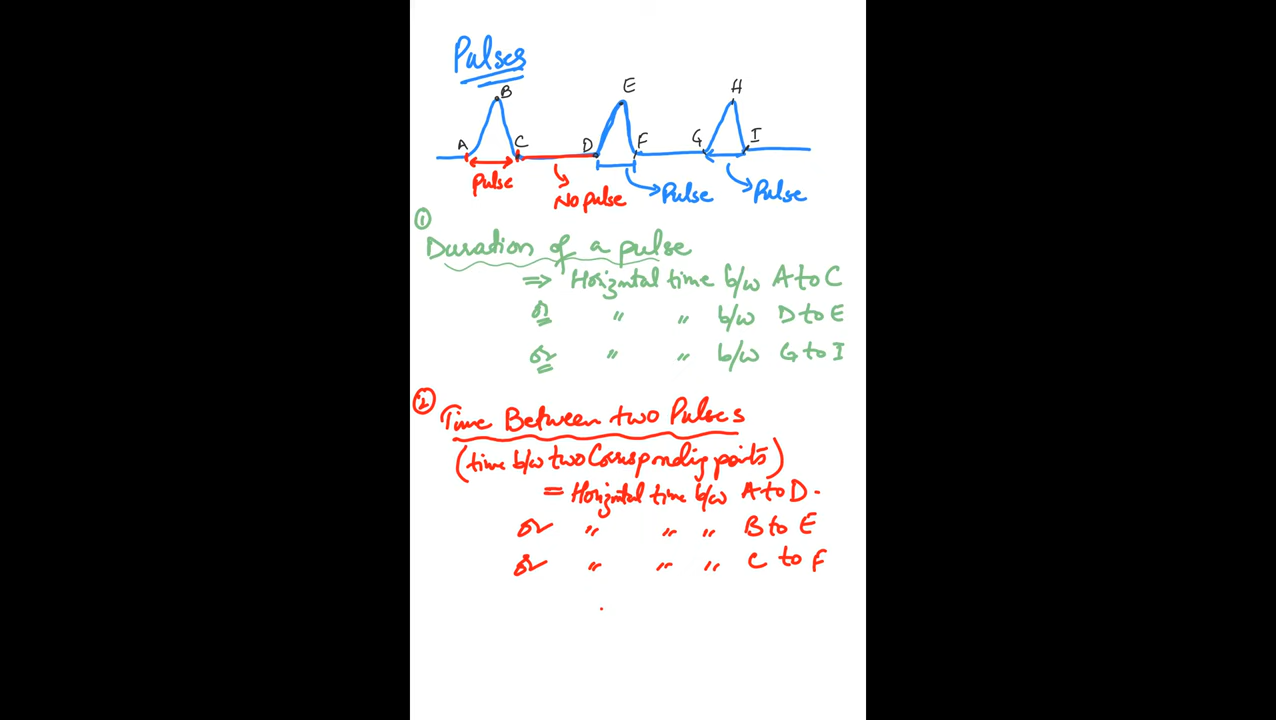 Pulses
B E H
A C D F G I
Pulse No pulse Pulse Pulse
①
Duration of a pulse
⇒ Horizontal time b/w A to C
or " " b/w D to E
or " " b/w G to I
②
Time Between two Pulses
(time b/w two Corresponding points)
= Horizontal time b/w A to D.
or " " " B to E
or " " " C to F